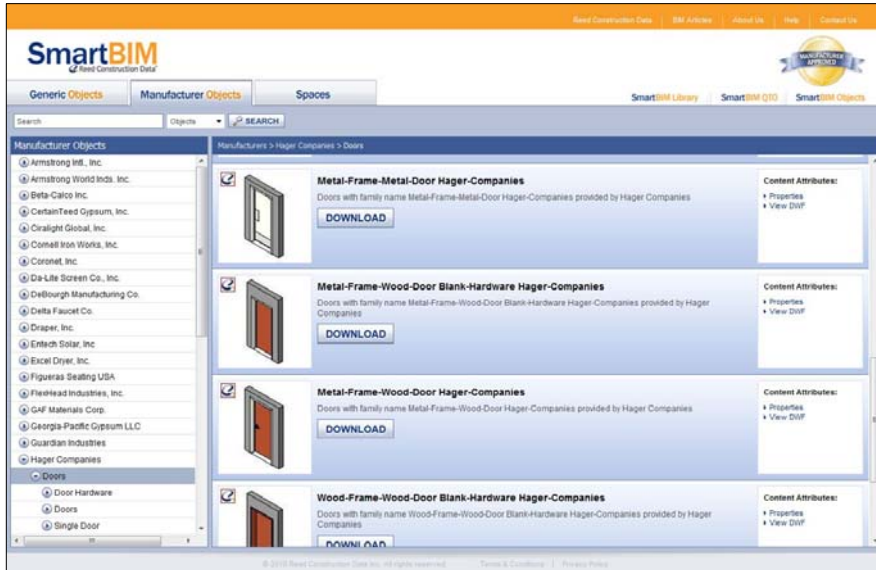 Reed Construction Data | BIM Articles | About Us | Help | Contact Us
SmartBIM
Reed Construction Data
MANUFACTURER APPROVED
Generic Objects
Manufacturer Objects
Spaces
SmartBIM Library
SmartBIM QTO
SmartBIM Objects
Search
Objects
SEARCH
Manufacturer Objects
Armstrong Intl., Inc.
Armstrong World Inds. Inc.
Beta-Calco Inc.
CertainTeed Gypsum, Inc.
Ciralight Global, Inc.
Cornell Iron Works, Inc.
Coronet, Inc.
Da-Lite Screen Co., Inc.
DeBourgh Manufacturing Co.
Delta Faucet Co.
Draper, Inc.
Entech Solar, Inc
Excel Dryer, Inc.
Figueras Seating USA
FlexHead Industries, Inc.
GAF Materials Corp.
Georgia-Pacific Gypsum LLC
Guardian Industries
Hager Companies
Doors
Door Hardware
Doors
Single Door
Manufacturers > Hager Companies > Doors
Metal-Frame-Metal-Door Hager-Companies
Doors with family name Metal-Frame-Metal-Door Hager-Companies provided by Hager Companies
DOWNLOAD
Content Attributes:
Properties
View DWF
Metal-Frame-Wood-Door Blank-Hardware Hager-Companies
Doors with family name Metal-Frame-Wood-Door Blank-Hardware Hager-Companies provided by Hager
Companies
DOWNLOAD
Content Attributes:
Properties
View DWF
Metal-Frame-Wood-Door Hager-Companies
Doors with family name Metal-Frame-Wood-Door Hager-Companies provided by Hager Companies
DOWNLOAD
Content Attributes:
Properties
View DWF
Wood-Frame-Wood-Door Blank-Hardware Hager-Companies
Doors with family name Wood-Frame-Wood-Door Blank-Hardware Hager-Companies provided by Hager
Companies
DOWNLOAD
Content Attributes:
Properties
View DWF
© 2010 Reed Construction Data Inc. All rights reserved. Terms & Conditions | Privacy Policy